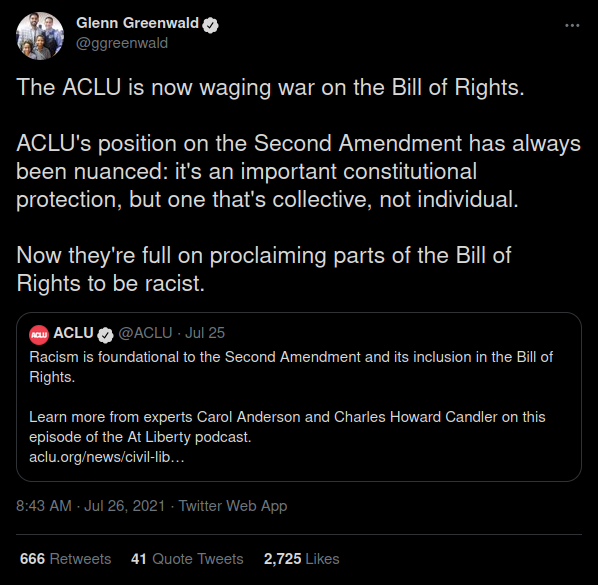 Glenn Greenwald
@ggreenwald
The ACLU is now waging war on the Bill of Rights.
ACLU's position on the Second Amendment has always
been nuanced: it's an important constitutional
protection, but one that's collective, not individual.
Now they're full on proclaiming parts of the Bill of
Rights to be racist.
ACLU
ACLU @ACLU · Jul 25
Racism is foundational to the Second Amendment and its inclusion in the Bill of
Rights.
Learn more from experts Carol Anderson and Charles Howard Candler on this
episode of the At Liberty podcast.
aclu.org/news/civil-lib…
8:43 AM · Jul 26, 2021 · Twitter Web App
666 Retweets 41 Quote Tweets 2,725 Likes